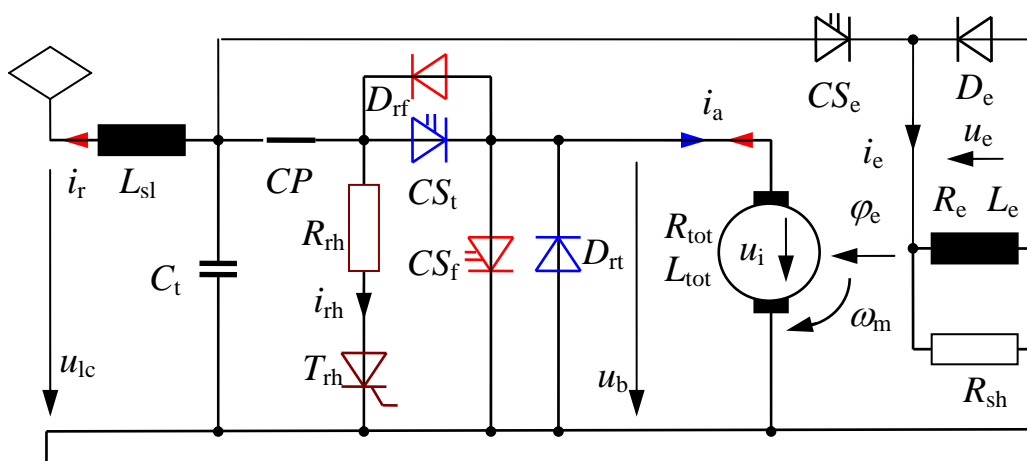 CSe
De
Drf
ia
ie
ue
ir
Lsl
CP
CSt
Re
Le
φe
Rrh
CSf
Drt
Rtot
Ltot
ui
Ct
irh
ωm
ulc
Trh
ub
Rsh